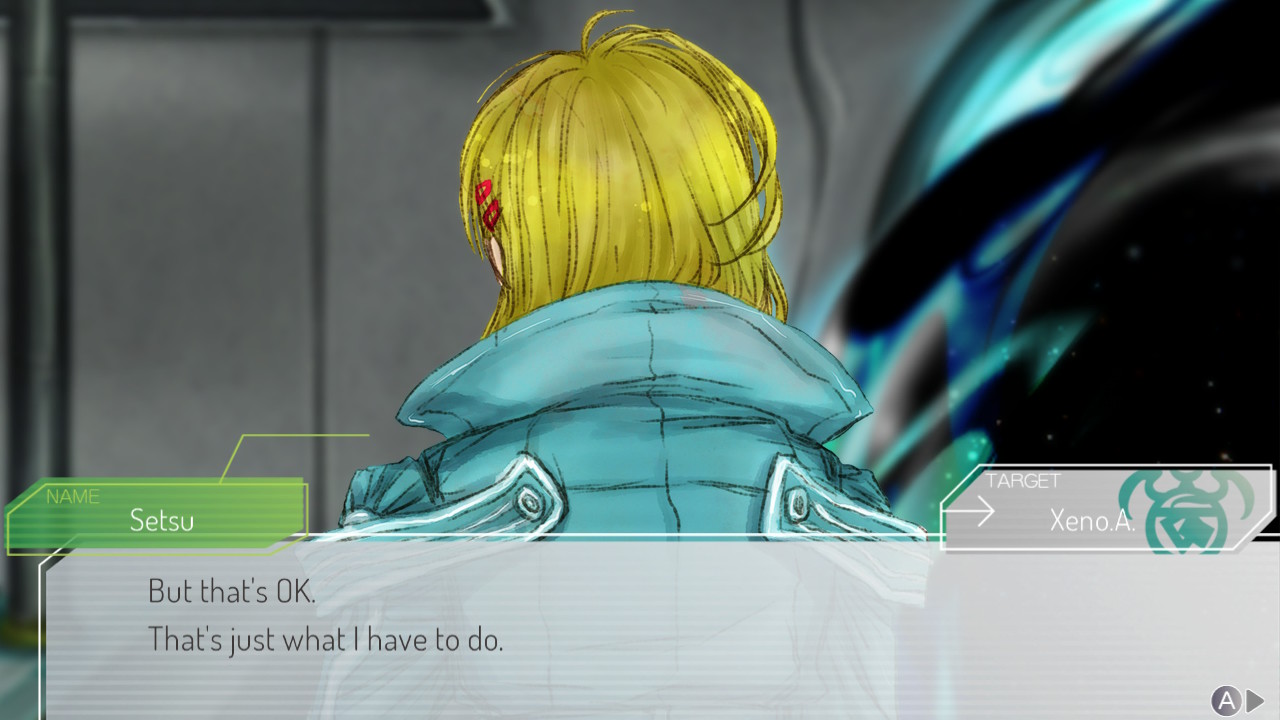 NAME
Setsu
TARGET
Xeno.A.
But that's OK.
That's just what I have to do.
A